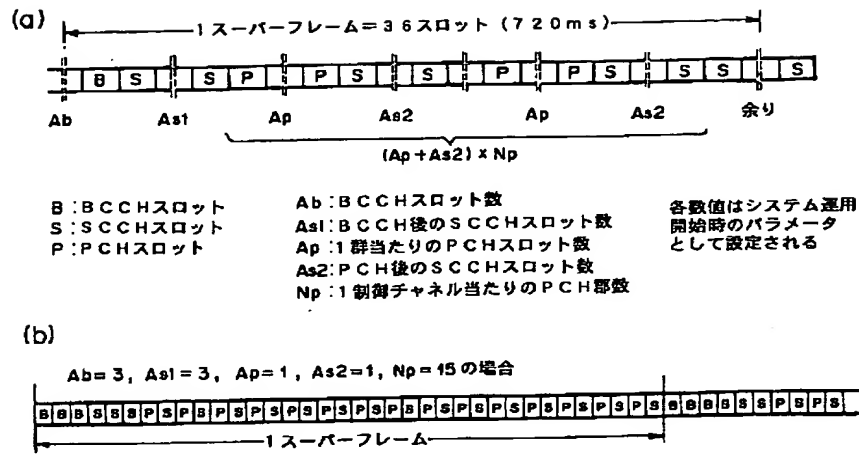 (a)
1スーパーフレーム＝36スロット (720ms)
B S S P P S S P P S S S S
Ab As1 Ap As2 Ap As2 余り
(Ap+As2)×Np
B：BCCHスロット
S：SCCHスロット
P：PCHスロット
Ab：BCCHスロット数
As1：BCCH後のSCCHスロット数
Ap：1群当たりのPCHスロット数
As2：PCH後のSCCHスロット数
Np：1制御チャネル当たりのPCH郡数
各数値はシステム運用
開始時のパラメータ
として設定される
(b)
Ab=3, As1=3, Ap=1, As2=1, Np=15の場合
B B B S S S P S P S P S P S P S P S P S P S P S P S P S P S P S P S P S B B B S S S P S P S
1スーパーフレーム